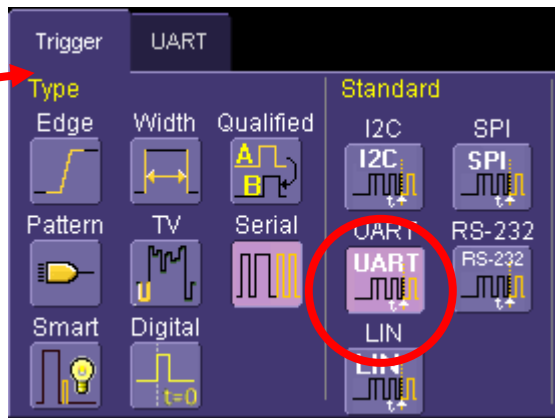 Trigger UART
Type Standard
Edge Width Qualified I2C SPI
A B I2C SPI
Pattern TV Serial UART RS-232
UART RS-232
Smart Digital LIN
t=0 LIN